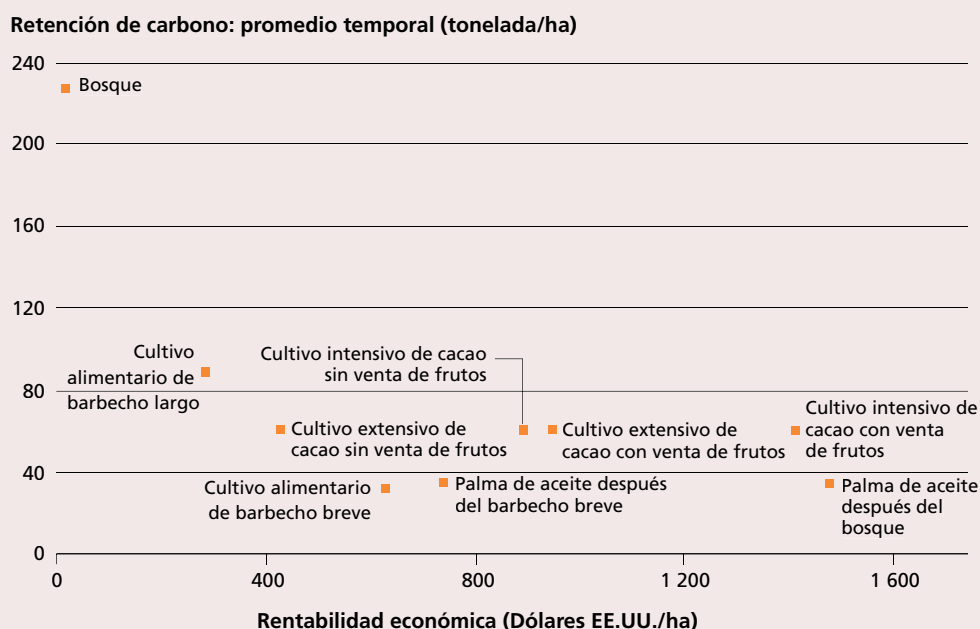 Retención de carbono: promedio temporal (tonelada/ha)
240
Bosque
200
160
120
Cultivo
alimentario de
barbecho largo
Cultivo intensivo de cacao
sin venta de frutos
80
Cultivo extensivo de
cacao sin venta de frutos
Cultivo extensivo de
cacao con venta de frutos
Cultivo intensivo de
cacao con venta
de frutos
40
Cultivo alimentario
de barbecho breve
Palma de aceite después
del barbecho breve
Palma de aceite
después del
bosque
0
0
400
800
1 200
1 600
Rentabilidad económica (Dólares EE.UU./ha)